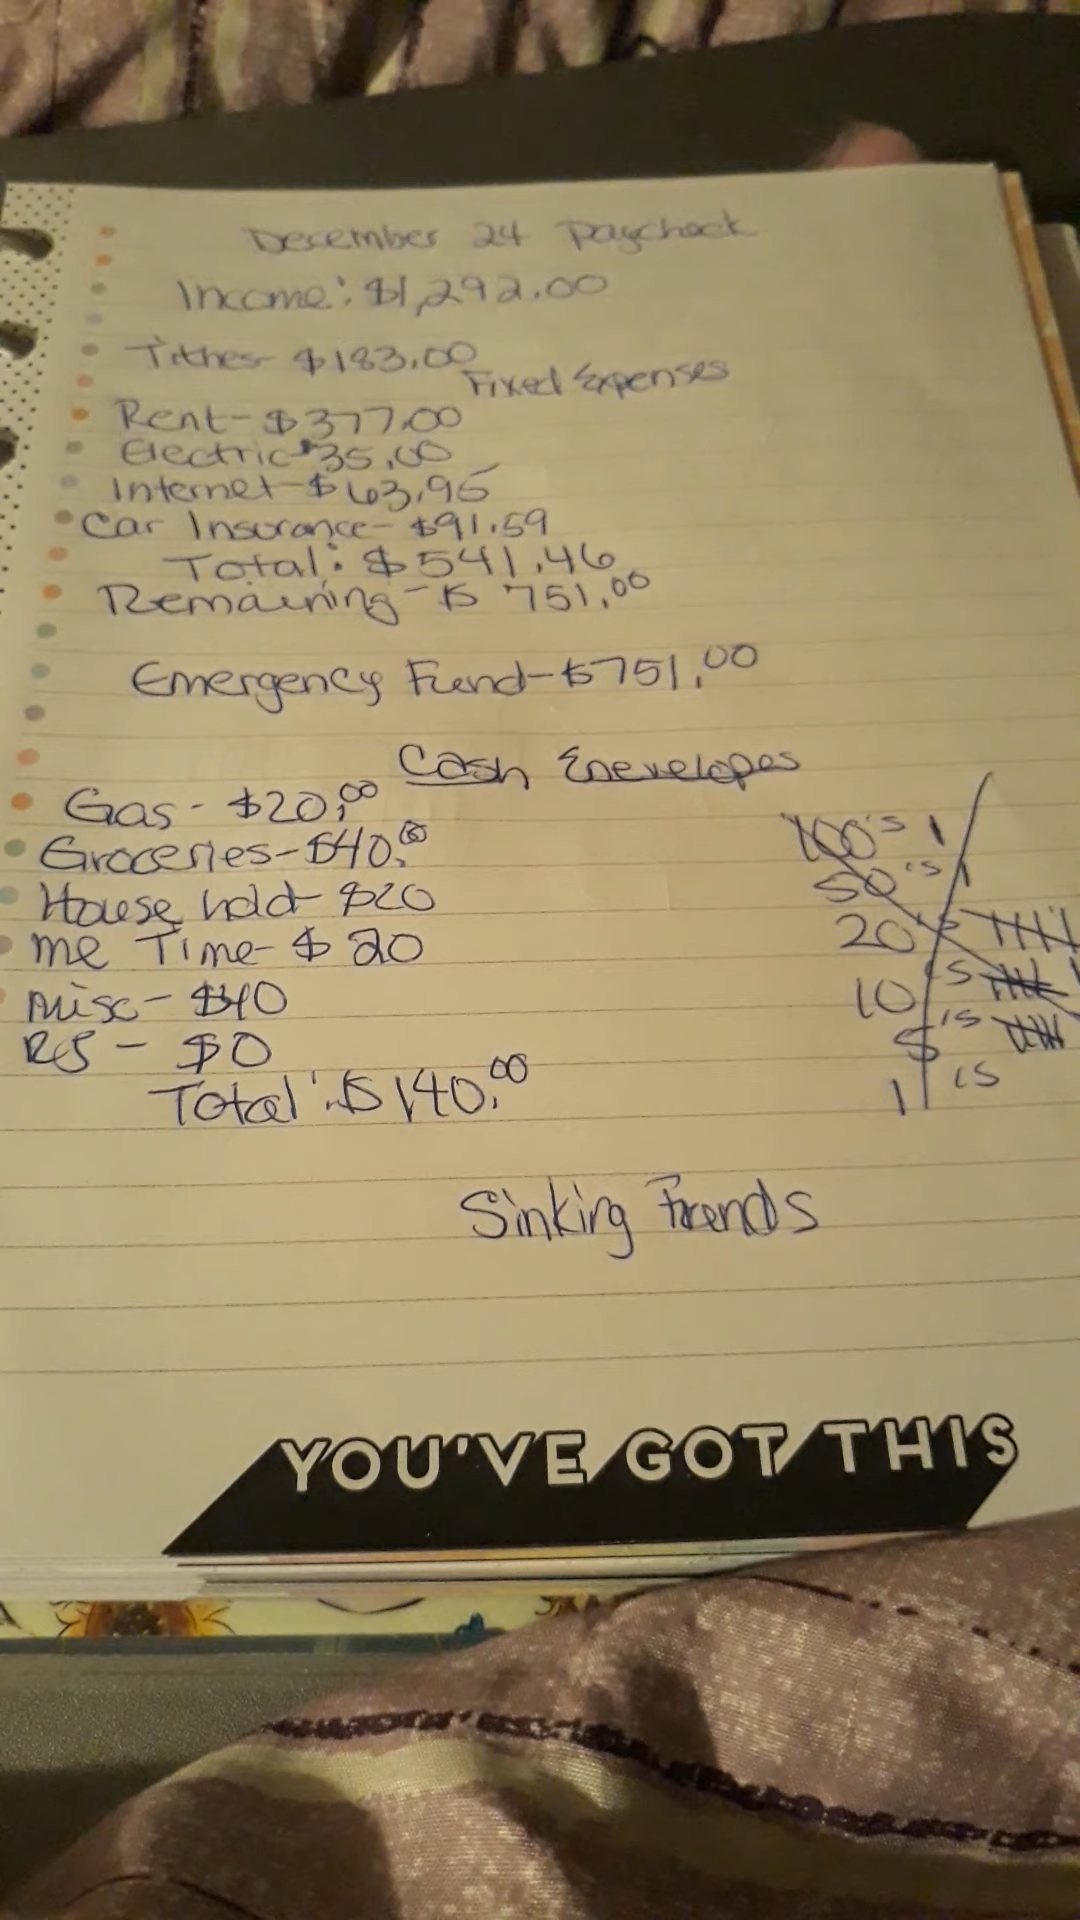 December 24 Paycheck
Income: $1,292.00
Tithes- $183.00
Fixed Expenses
Rent- $377.00
Electric $35.00
Internet- $63.95
Car Insurance- $91.59
Total: $541.46
Remaining- $ 751.00
Emergency Fund- $751.00
Cash Enevelopes
Gas- $20.00
Groceries- $40.00
House hold- $20
me Time- $ 20
misc- $40
RS - $0
Total: $140.00
100's 1
50's 1
20's
10's
5's
1's
Sinking Funds
YOU'VE GOT THIS